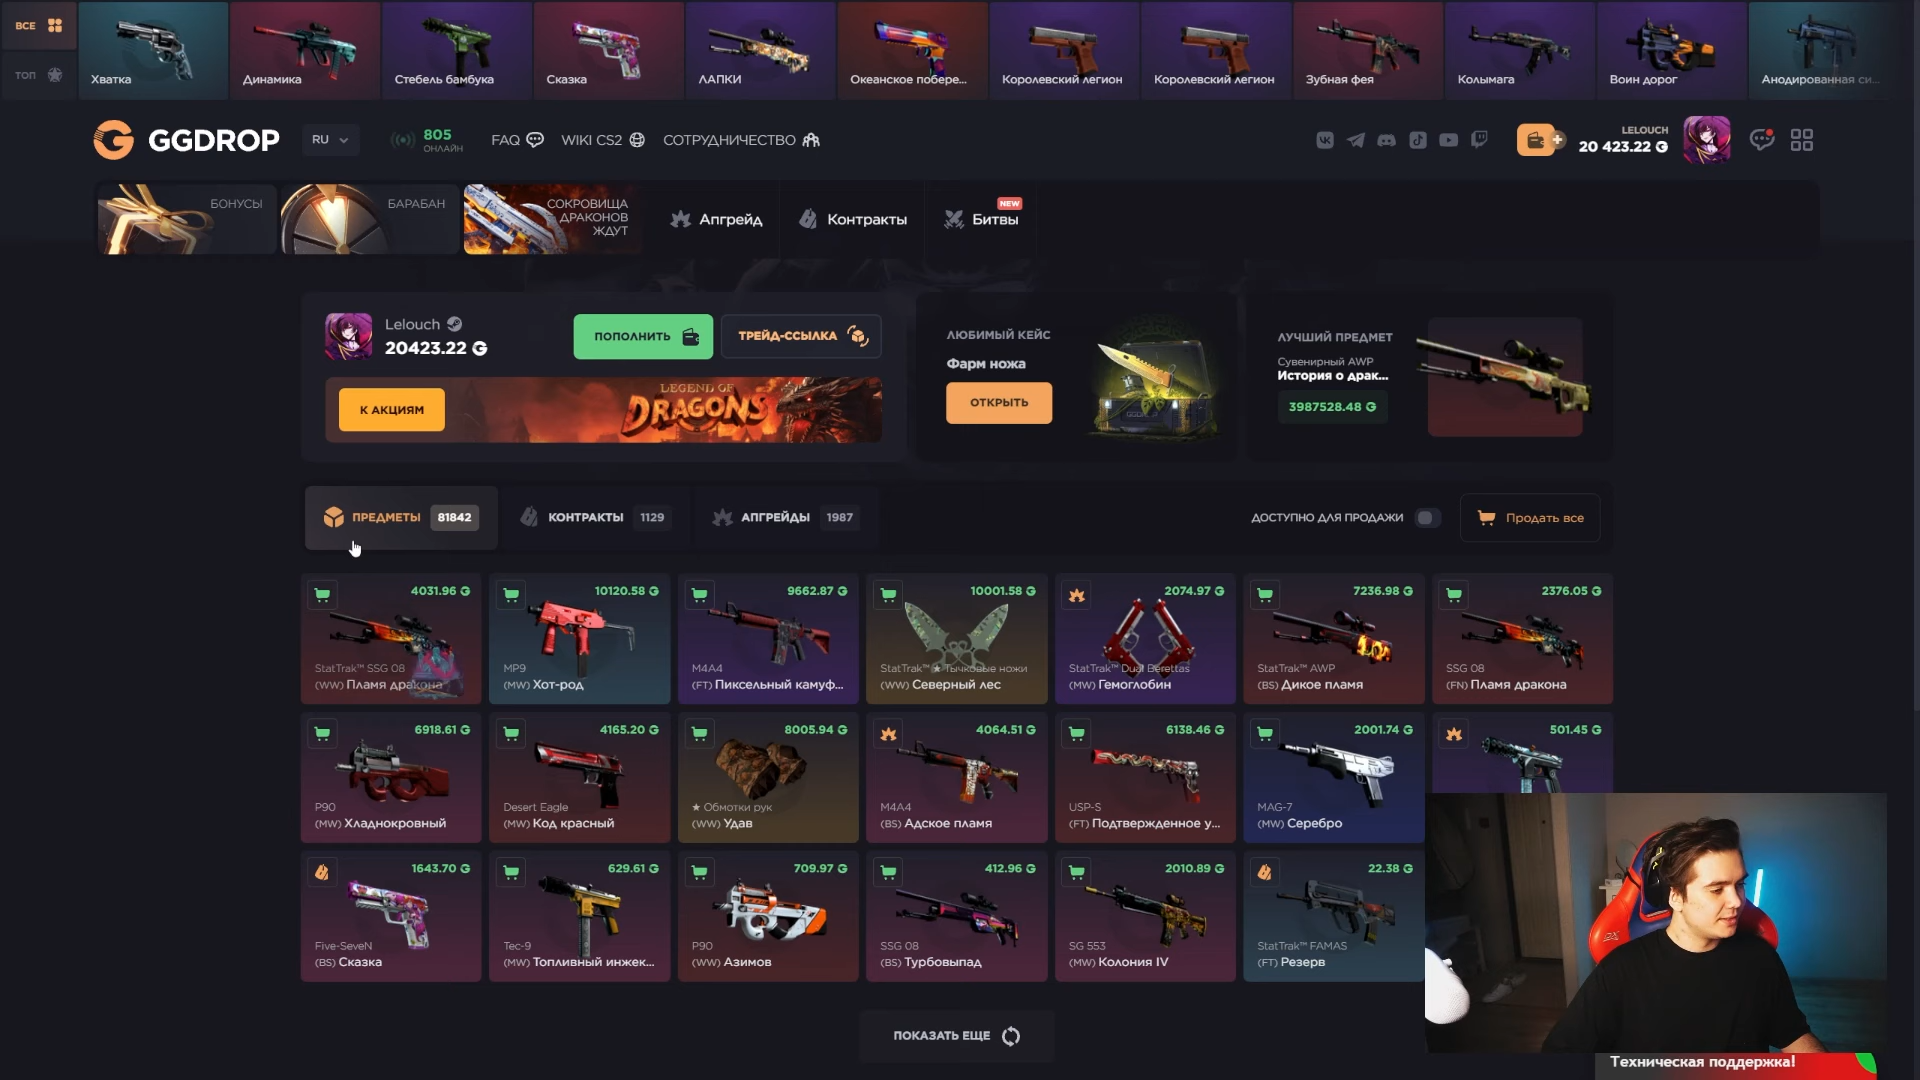 ВСЕ
ТОП
Хватка
Динамика
Стебель бамбука
Сказка
ЛАПКИ
Океанское побере...
Королевский легион
Королевский легион
Зубная фея
Колымага
Воин дорог
Анодированная си...
GGDROP
RU
805
ОНЛАЙН
FAQ
WIKI CS2
СОТРУДНИЧЕСТВО
LELOUCH
20 423.22 G
БОНУСЫ
БАРАБАН
СОКРОВИЩА
ДРАКОНОВ
ЖДУТ
Апгрейд
Контракты
NEW
Битвы
Lelouch
20423.22 G
ПОПОЛНИТЬ
ТРЕЙД-ССЫЛКА
К АКЦИЯМ
LEGEND OF
DRAGONS
ЛЮБИМЫЙ КЕЙС
Фарм ножа
ОТКРЫТЬ
ЛУЧШИЙ ПРЕДМЕТ
Сувенирный AWP
История о драк...
3987528.48 G
ПРЕДМЕТЫ 81842
КОНТРАКТЫ 1129
АПГРЕЙДЫ 1987
ДОСТУПНО ДЛЯ ПРОДАЖИ
Продать все
4031.96 G
StatTrak™ SSG 08
(WW) Пламя дракона
10120.58 G
MP9
(MW) Хот-род
9662.87 G
M4A4
(FT) Пиксельный камуф...
10001.58 G
StatTrak™ ★ Тычковые ножи
(WW) Северный лес
2074.97 G
StatTrak™ Dual Berettas
(MW) Гемоглобин
7236.98 G
StatTrak™ AWP
(BS) Дикое пламя
2376.05 G
SSG 08
(FN) Пламя дракона
6918.61 G
P90
(MW) Хладнокровный
4165.20 G
Desert Eagle
(MW) Код красный
8005.94 G
★ Обмотки рук
(WW) Удав
4064.51 G
M4A4
(BS) Адское пламя
6138.46 G
USP-S
(FT) Подтвержденное у...
2001.74 G
MAG-7
(MW) Серебро
501.45 G
1643.70 G
Five-SeveN
(BS) Сказка
629.61 G
Tec-9
(MW) Топливный инжек...
709.97 G
P90
(WW) Азимов
412.96 G
SSG 08
(BS) Турбовыпад
2010.89 G
SG 553
(MW) Колония IV
22.38 G
StatTrak™ FAMAS
(FT) Резерв
ПОКАЗАТЬ ЕЩЕ
Техническая поддержка!